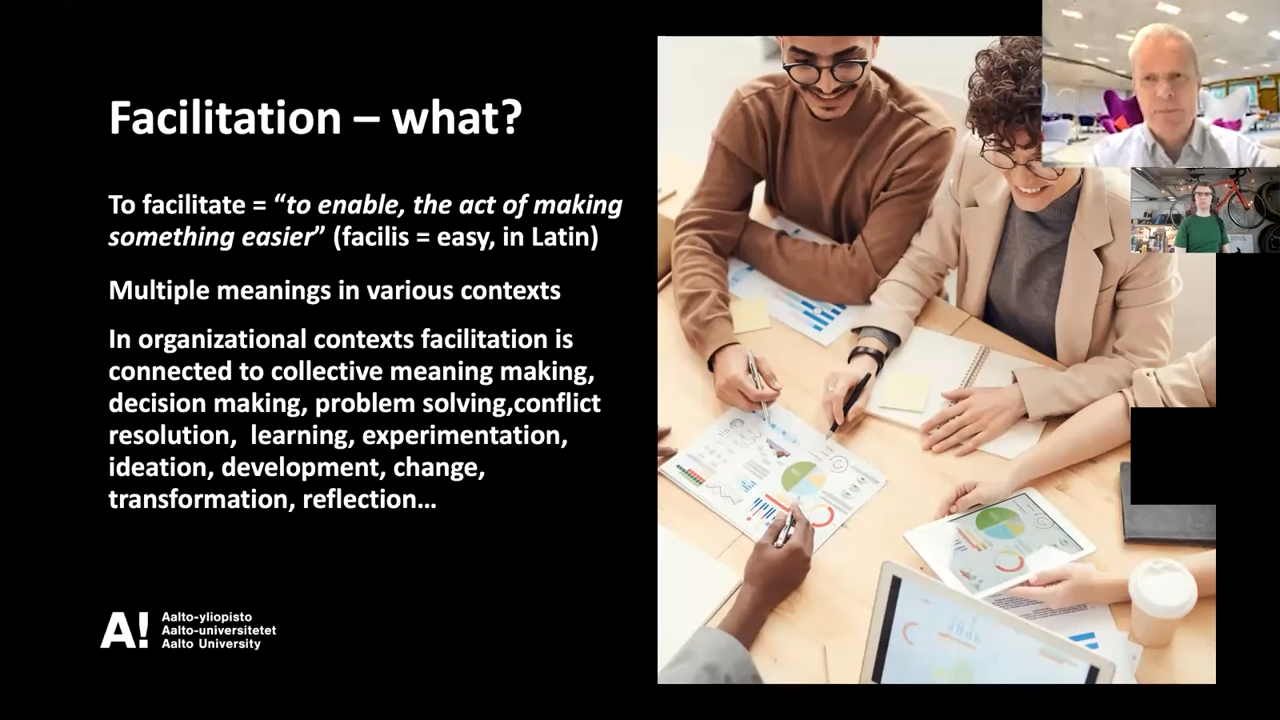 Facilitation – what?
To facilitate = “to enable, the act of making
something easier” (facilis = easy, in Latin)
Multiple meanings in various contexts
In organizational contexts facilitation is
connected to collective meaning making,
decision making, problem solving,conflict
resolution,  learning, experimentation,
ideation, development, change,
transformation, reflection…
A!
Aalto-yliopisto
Aalto-universitetet
Aalto University